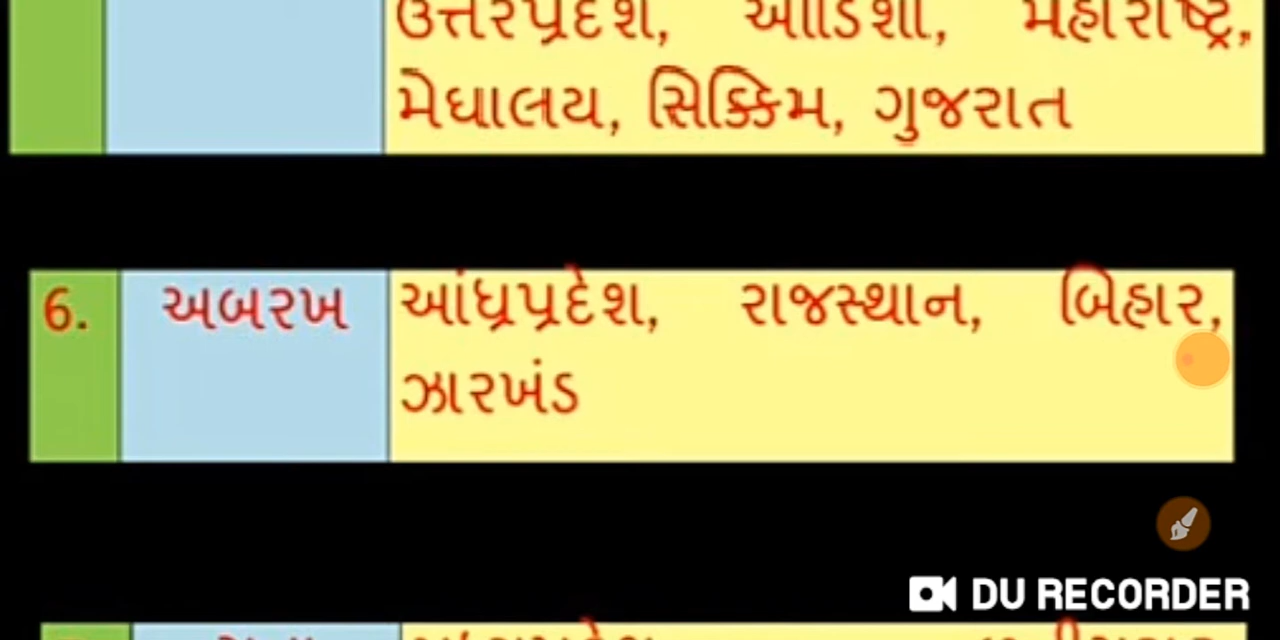 ઉત્તરપ્રદેશ, ઓડિશા, મહારાષ્ટ્ર,
મેઘાલય, સિક્કિમ, ગુજરાત
6. અબરખ આંધ્રપ્રદેશ, રાજસ્થાન, બિહાર,
ઝારખંડ
DU RECORDER